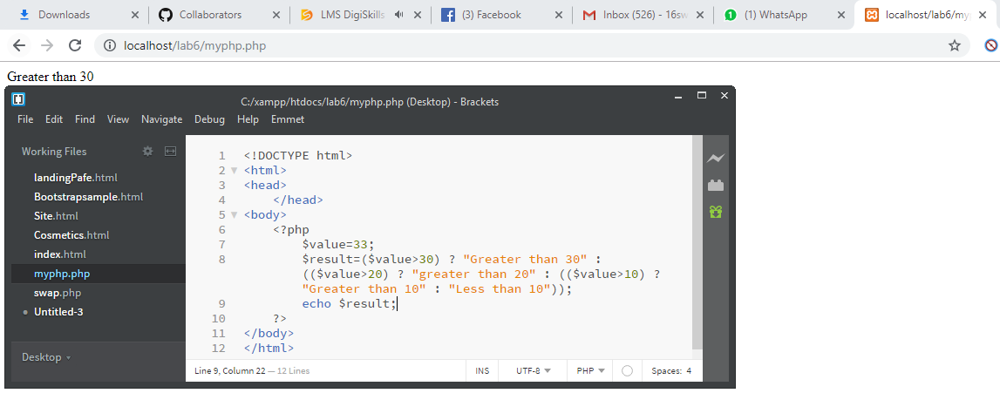 Downloads
Collaborators
LMS DigiSkills
(3) Facebook
Inbox (526) - 16sw
1
(1) WhatsApp
localhost/lab6/myp
localhost/lab6/myphp.php
Greater than 30
C:/xampp/htdocs/lab6/myphp.php (Desktop) - Brackets
File Edit Find View Navigate Debug Help Emmet
Working Files
landingPafe.html
Bootstrapsample.html
Site.html
Cosmetics.html
index.html
myphp.php
swap.php
Untitled-3
Desktop
1 <!DOCTYPE html>
2 <html>
3 <head>
4 </head>
5 <body>
6 <?php
7 $value=33;
8 $result=($value>30) ? "Greater than 30" :
(($value>20) ? "greater than 20" : (($value>10) ?
"Greater than 10" : "Less than 10"));
9 echo $result;
10 ?>
11 </body>
12 </html>
Line 9, Column 22 — 12 Lines
INS UTF-8 PHP Spaces: 4